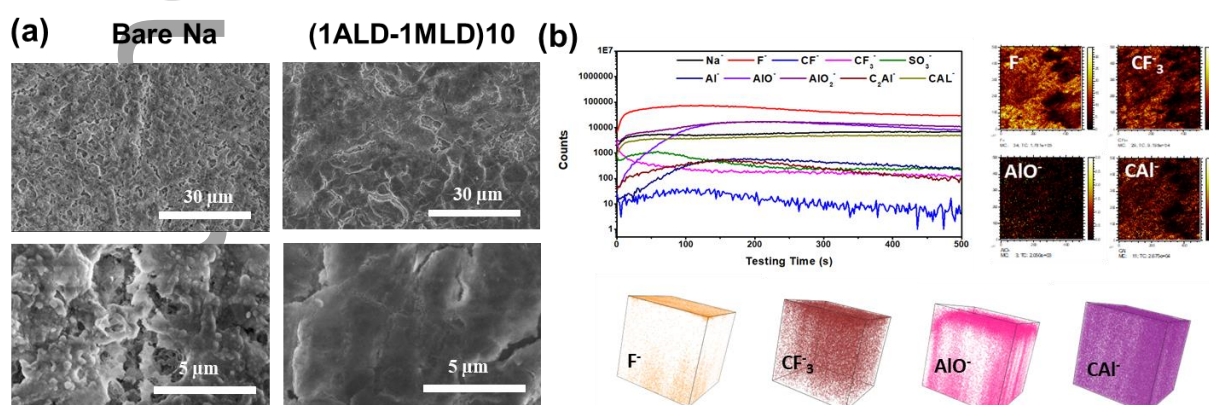 (a) Bare Na (1ALD-1MLD)10
30 μm
30 μm
5 μm
5 μm
(b)
1E7
1000000
100000
10000
1000
100
10
1
Counts
Na⁻ F⁻ CF⁻ CF₃⁻ SO₃⁻
Al⁻ AlO⁻ AlO₂⁻ C₂Al⁻ CAL⁻
0 100 200 300 400 500
Testing Time (s)
F⁻
CF⁻₃
AlO⁻
CAl⁻
F⁻
CF⁻₃
AlO⁻
CAl⁻